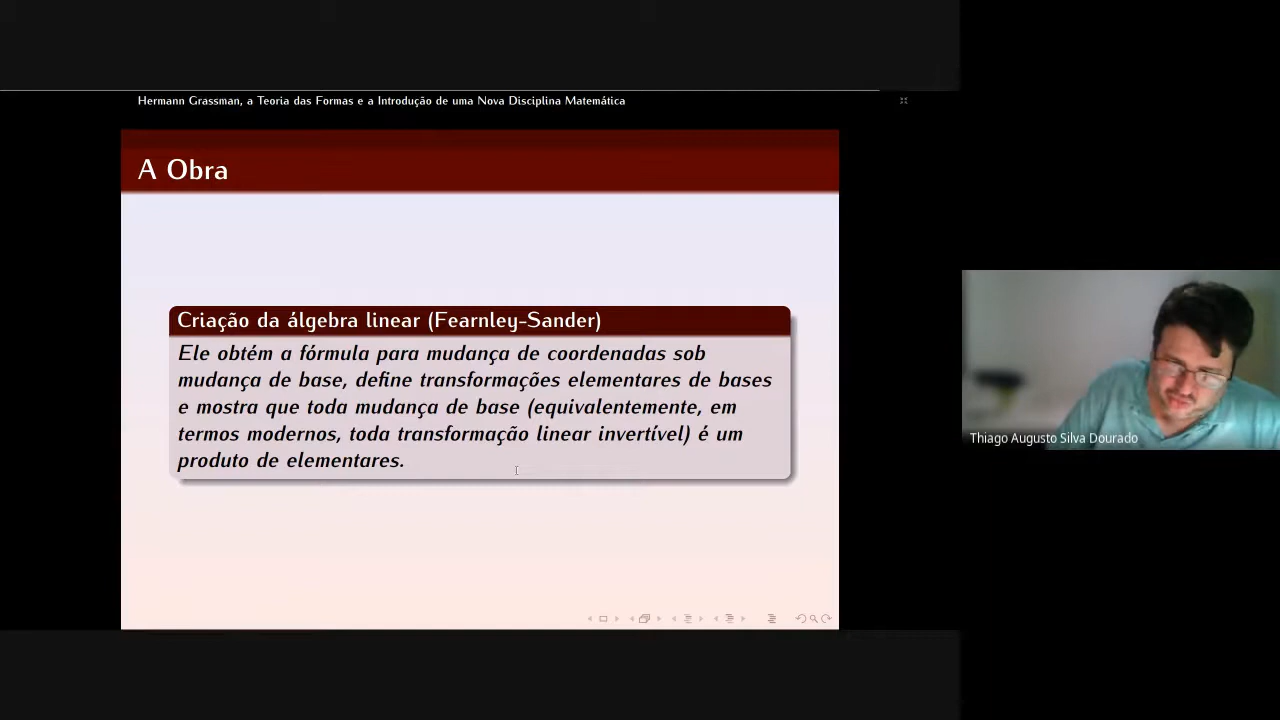 Hermann Grassman, a Teoria das Formas e a Introdução de uma Nova Disciplina Matemática
A Obra
Criação da álgebra linear (Fearnley-Sander)
Ele obtém a fórmula para mudança de coordenadas sob
mudança de base, define transformações elementares de bases
e mostra que toda mudança de base (equivalentemente, em
termos modernos, toda transformação linear invertível) é um
produto de elementares.
Thiago Augusto Silva Dourado